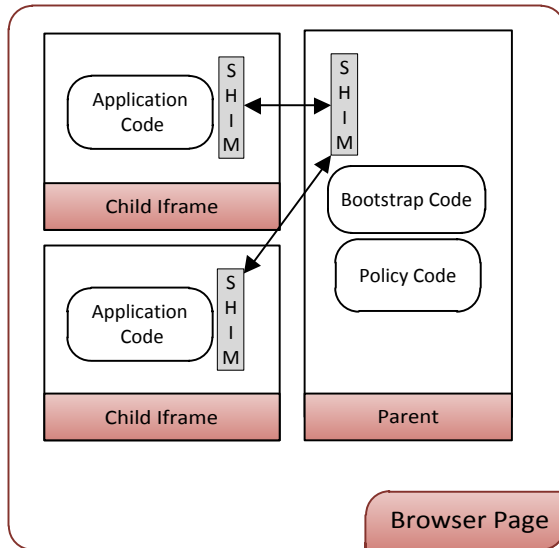 Application
Code
S
H
I
M
Child Iframe
Application
Code
S
H
I
M
Child Iframe
S
H
I
M
Bootstrap Code
Policy Code
Parent
Browser Page